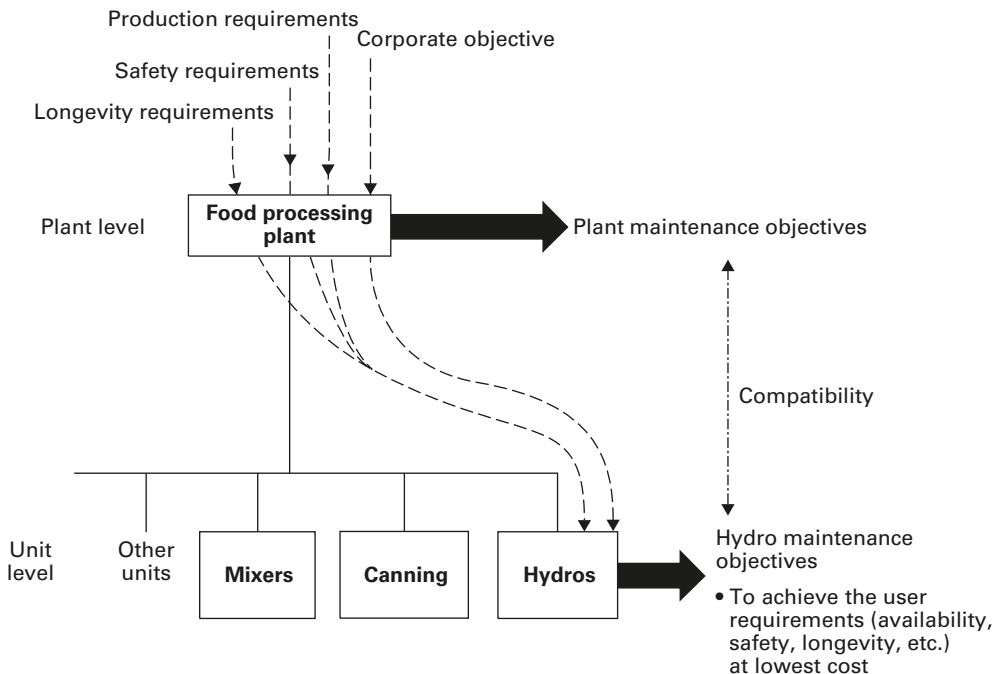 Production requirements
Corporate objective
Safety requirements
Longevity requirements
Plant level
Food processing
plant
Plant maintenance objectives
Compatibility
Unit
level
Other
units
Mixers
Canning
Hydros
Hydro maintenance
objectives
• To achieve the user
requirements (availability,
safety, longevity, etc.)
at lowest cost